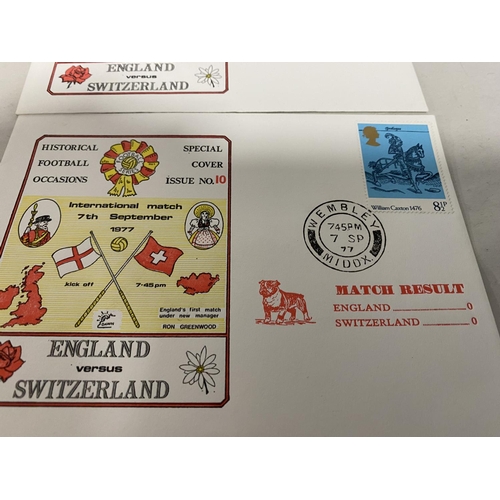 ENGLAND
versus
SWITZERLAND
HISTORICAL
FOOTBALL
OCCASIONS
SPECIAL
COVER
ISSUE NO. 10
International match
7th September
1977
kick off 7-45pm
England's first match
under new manager
RON GREENWOOD
ENGLAND
versus
SWITZERLAND
William Caxton 1476 8½P
WEMBLEY
745PM
7 SP
77
MIDDX
MATCH RESULT
ENGLAND 0
SWITZERLAND 0